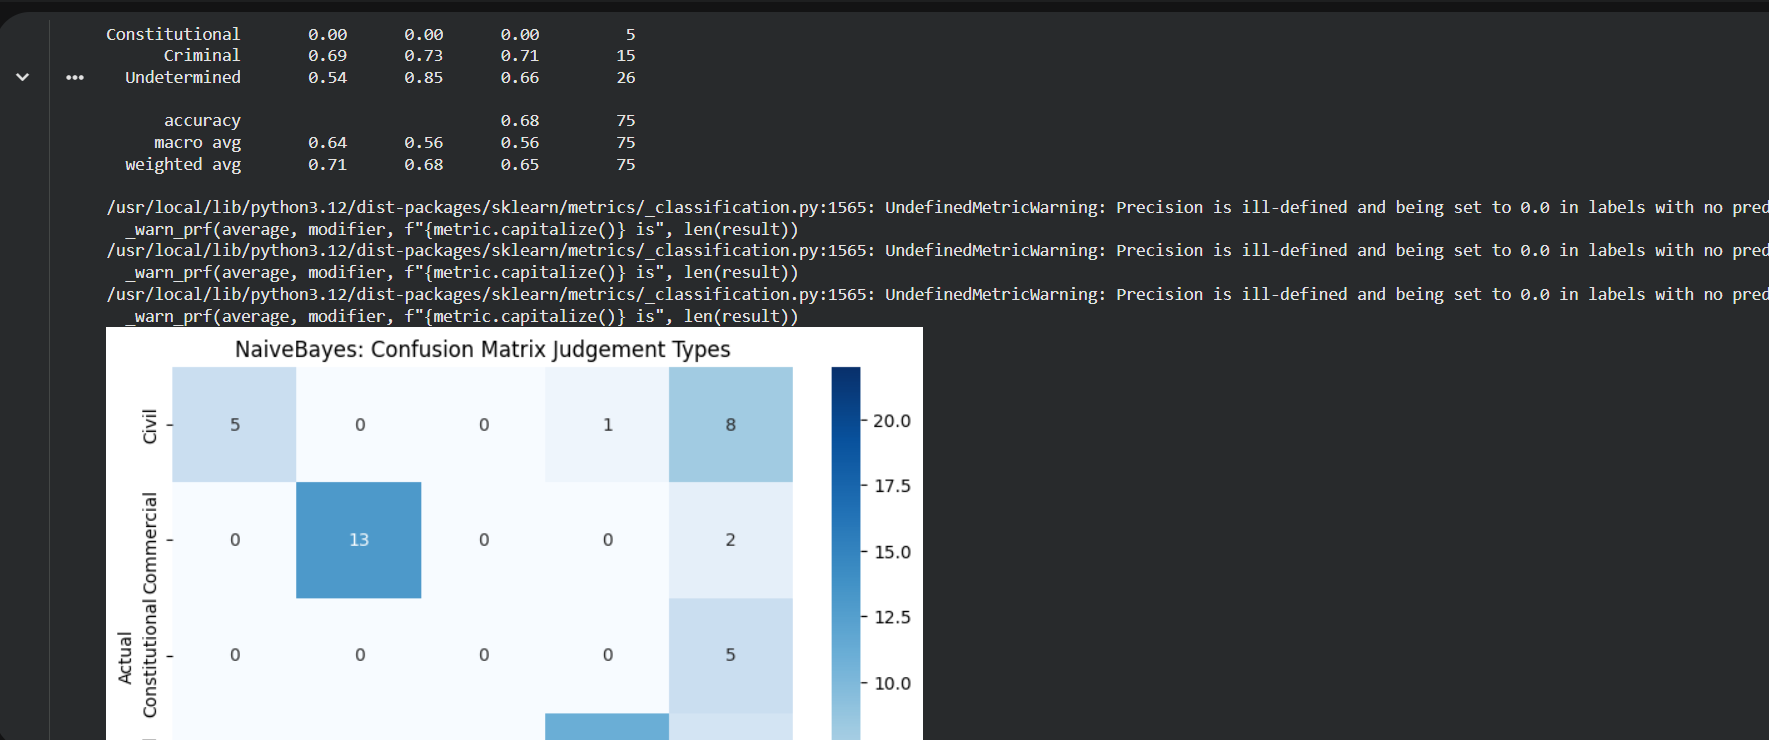 Constitutional 0.00 0.00 0.00 5
Criminal 0.69 0.73 0.71 15
Undetermined 0.54 0.85 0.66 26
accuracy 0.68 75
macro avg 0.64 0.56 0.56 75
weighted avg 0.71 0.68 0.65 75
/usr/local/lib/python3.12/dist-packages/sklearn/metrics/_classification.py:1565: UndefinedMetricWarning: Precision is ill-defined and being set to 0.0 in labels with no pred
_warn_prf(average, modifier, f"{metric.capitalize()} is", len(result))
/usr/local/lib/python3.12/dist-packages/sklearn/metrics/_classification.py:1565: UndefinedMetricWarning: Precision is ill-defined and being set to 0.0 in labels with no pred
_warn_prf(average, modifier, f"{metric.capitalize()} is", len(result))
/usr/local/lib/python3.12/dist-packages/sklearn/metrics/_classification.py:1565: UndefinedMetricWarning: Precision is ill-defined and being set to 0.0 in labels with no pred
_warn_prf(average, modifier, f"{metric.capitalize()} is", len(result))
NaiveBayes: Confusion Matrix Judgement Types
Civil 5 0 0 1 8
Commercial 0 13 0 0 2
Constitutional 0 0 0 0 5
Actual
20.0
17.5
15.0
12.5
10.0